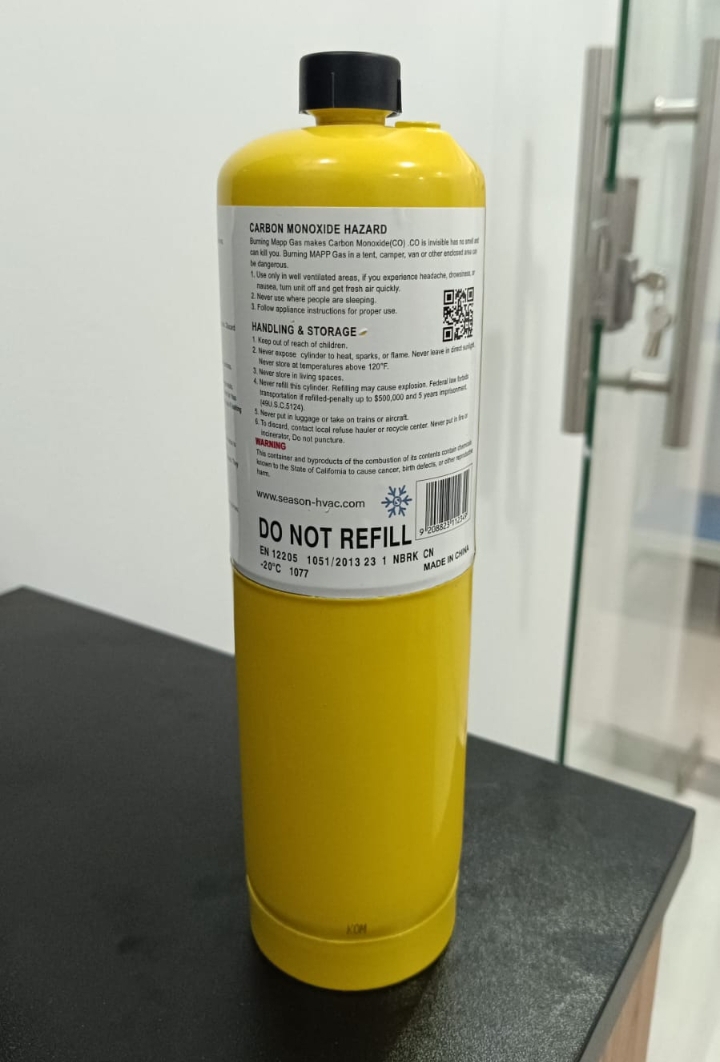 CARBON MONOXIDE HAZARD
Burning Mapp Gas makes Carbon Monoxide(CO) .CO is invisible has no smell and
can kill you. Burning MAPP Gas in a tent, camper, van or other enclosed area can
be dangerous.
1. Use only in well ventilated areas, if you experience headache, drowsiness, or
nausea, turn unit off and get fresh air quickly.
2. Never use where people are sleeping.
3. Follow appliance instructions for proper use.
HANDLING & STORAGE
1. Keep out of reach of children.
2. Never expose cylinder to heat, sparks, or flame. Never leave in direct sunlight.
Never store at temperatures above 120°F.
3. Never store in living spaces.
4. Never refill this cylinder. Refilling may cause explosion. Federal law forbids
transportation if refilled-penalty up to $500,000 and 5 years imprisonment.
(49U.S.C.5124).
5. Never put in luggage or take on trains or aircraft.
6. To discard, contact local refuse hauler or recycle center. Never put in fire or
incinerator, Do not puncture.
WARNING
This container and byproducts of the combustion of its contents contain chemicals
known to the State of California to cause cancer, birth defects, or other reproductive
harm.
www.season-hvac.com
DO NOT REFILL
EN 12205 1051/2013 23 1 NBRK CN
-20°C 1077
MADE IN CHINA
KOM